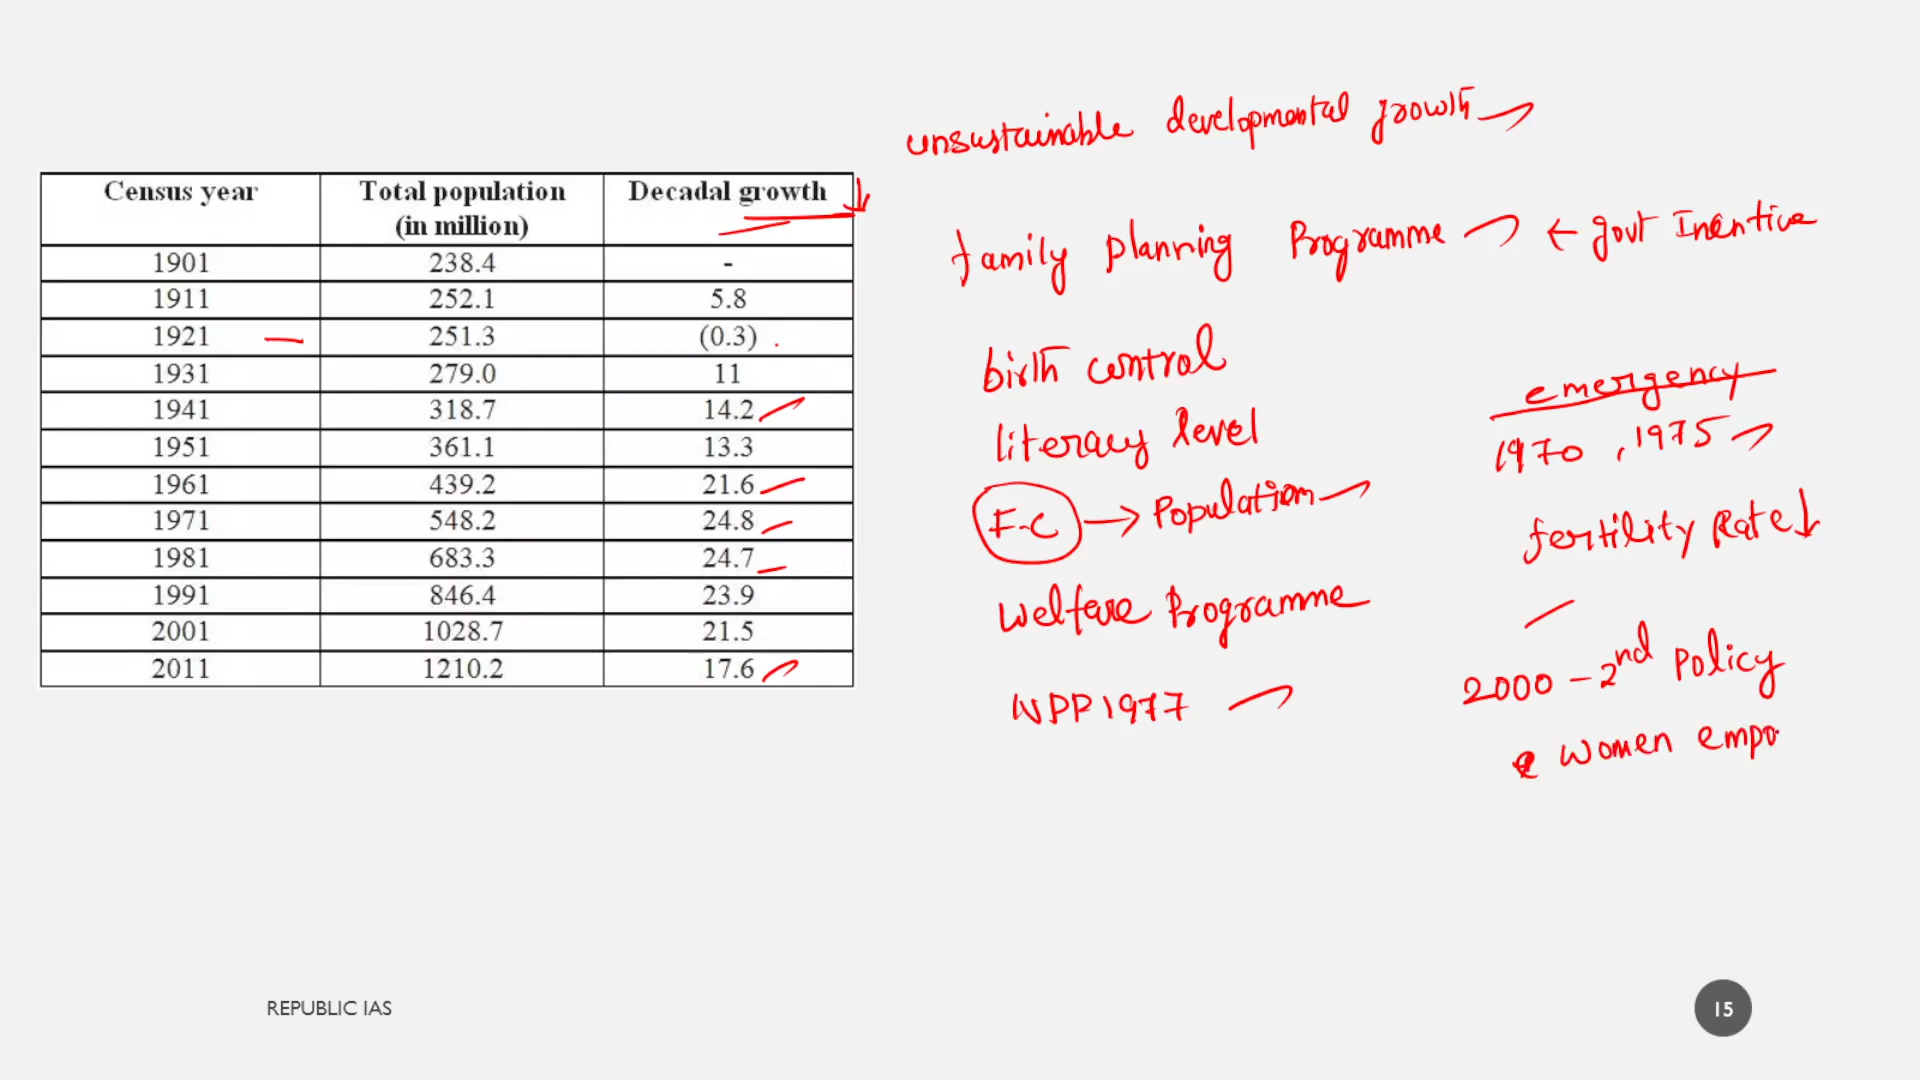 Census year Total population (in million) Decadal growth
1901 238.4 -
1911 252.1 5.8
1921 251.3 (0.3)
1931 279.0 11
1941 318.7 14.2
1951 361.1 13.3
1961 439.2 21.6
1971 548.2 24.8
1981 683.3 24.7
1991 846.4 23.9
2001 1028.7 21.5
2011 1210.2 17.6
unsustainable developmental growth
family planning Programme ← govt Inentive
birth control
literacy level
F-C → Population
welfare Programme
NPP1977
emergency
1970, 1975
fertility Rate↓
2000 - 2nd Policy
women empo
REPUBLIC IAS
15